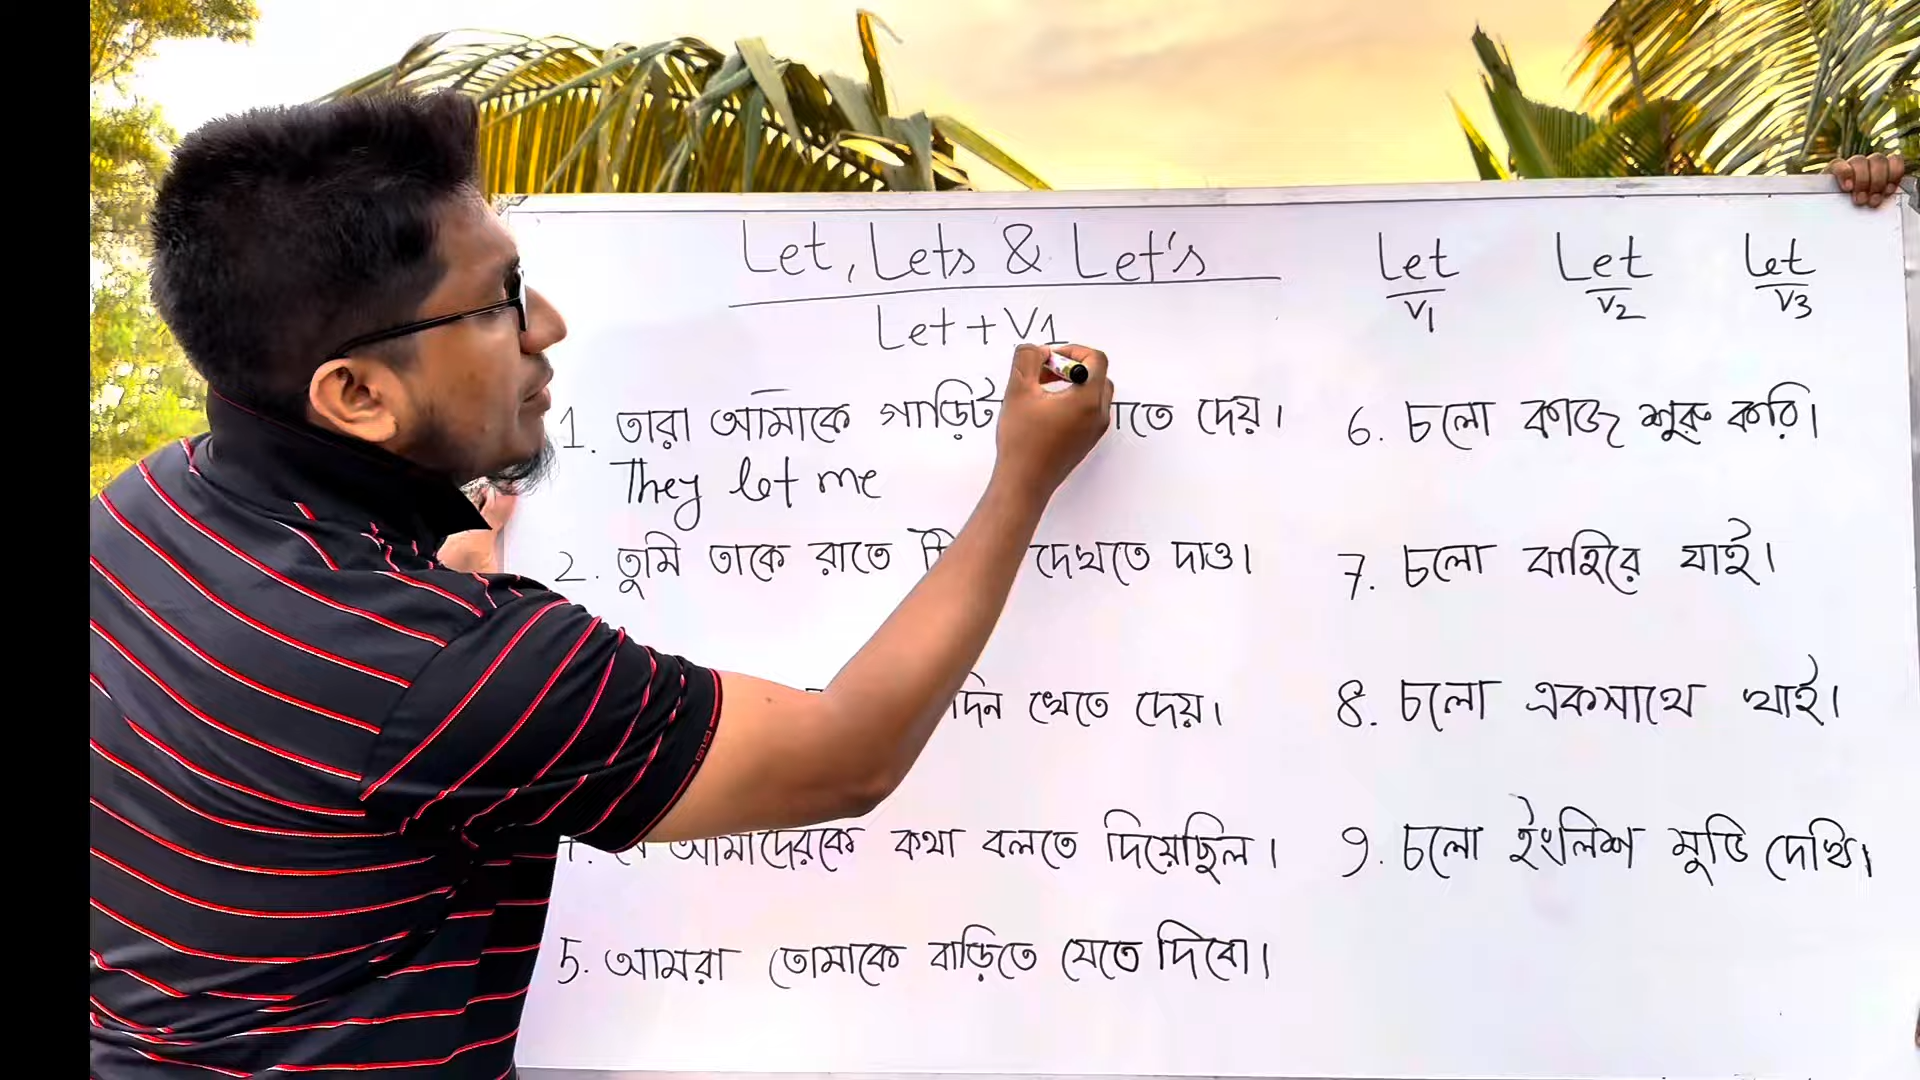 Let, Lets & Let's
Let + V1
Let Let Let
V1 V2 V3
1. তারা আমাকে গাড়িটি দেয়।
They let me
2. তুমি তাকে রাতে দেখতে দাও।
দিন খেতে দেয়।
আমাদেরকে কথা বলতে দিয়েছিল।
5. আমরা তোমাকে বাড়িতে যেতে দিবো।
6. চলো কাজ শুরু করি।
7. চলো বাহিরে যাই।
8. চলো একসাথে খাই।
9. চলো ইংলিশ মুভি দেখি।